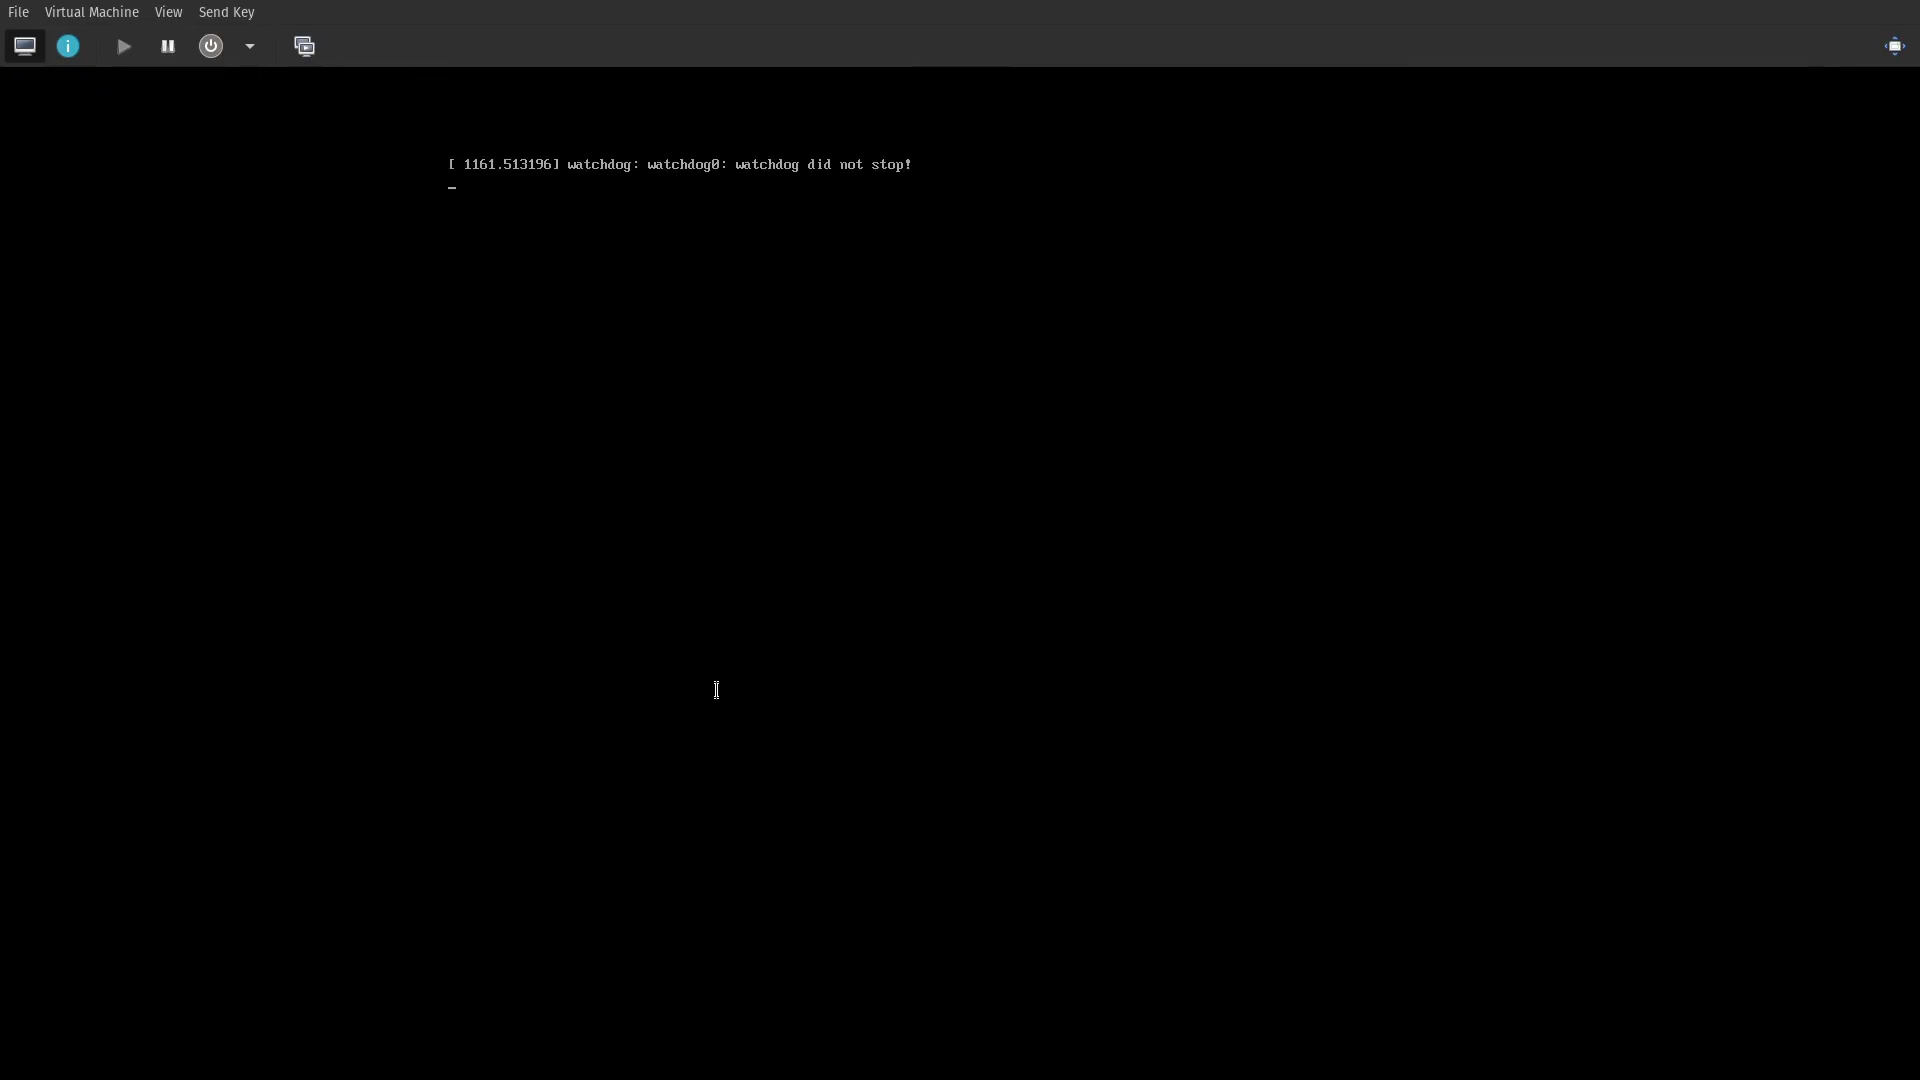 File Virtual Machine View Send Key
[ 1161.513196] watchdog: watchdog0: watchdog did not stop!